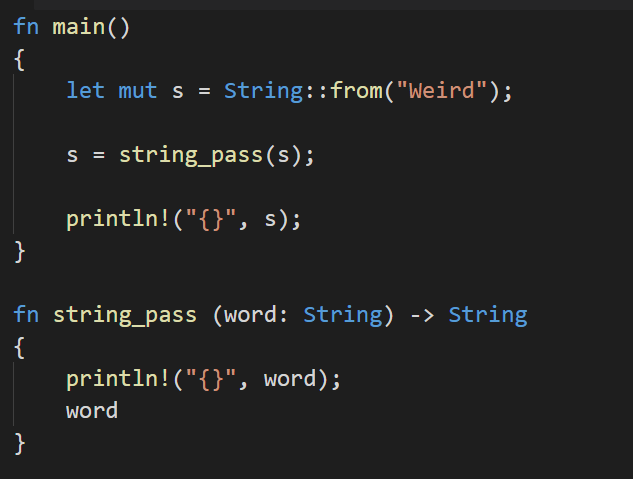 fn main()
{
    let mut s = String::from("Weird");
    s = string_pass(s);
    println!("{}", s);
}
fn string_pass (word: String) -> String
{
    println!("{}", word);
    word
}